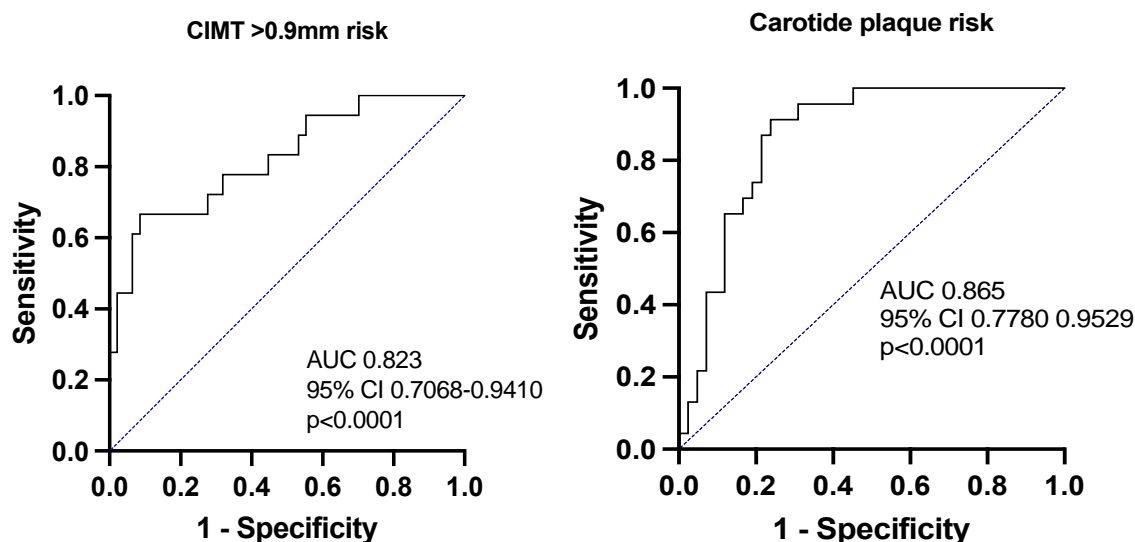 CIMT >0.9mm risk
1.0
0.8
0.6
0.4
0.2
0.0
Sensitivity
AUC 0.823
95% CI 0.7068-0.9410
p<0.0001
0.0 0.2 0.4 0.6 0.8 1.0
1 - Specificity
Carotide plaque risk
1.0
0.8
0.6
0.4
0.2
0.0
Sensitivity
AUC 0.865
95% CI 0.7780 0.9529
p<0.0001
0.0 0.2 0.4 0.6 0.8 1.0
1 - Specificity